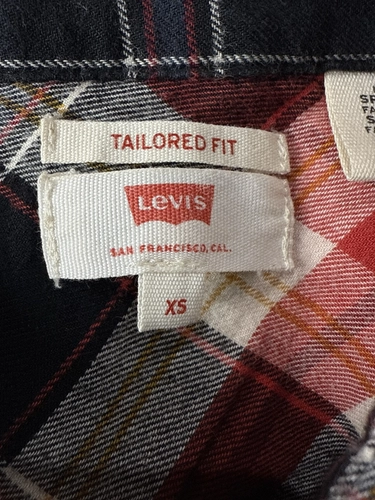 TAILORED FIT
LEVI'S
SAN FRANCISCO, CAL.
XS